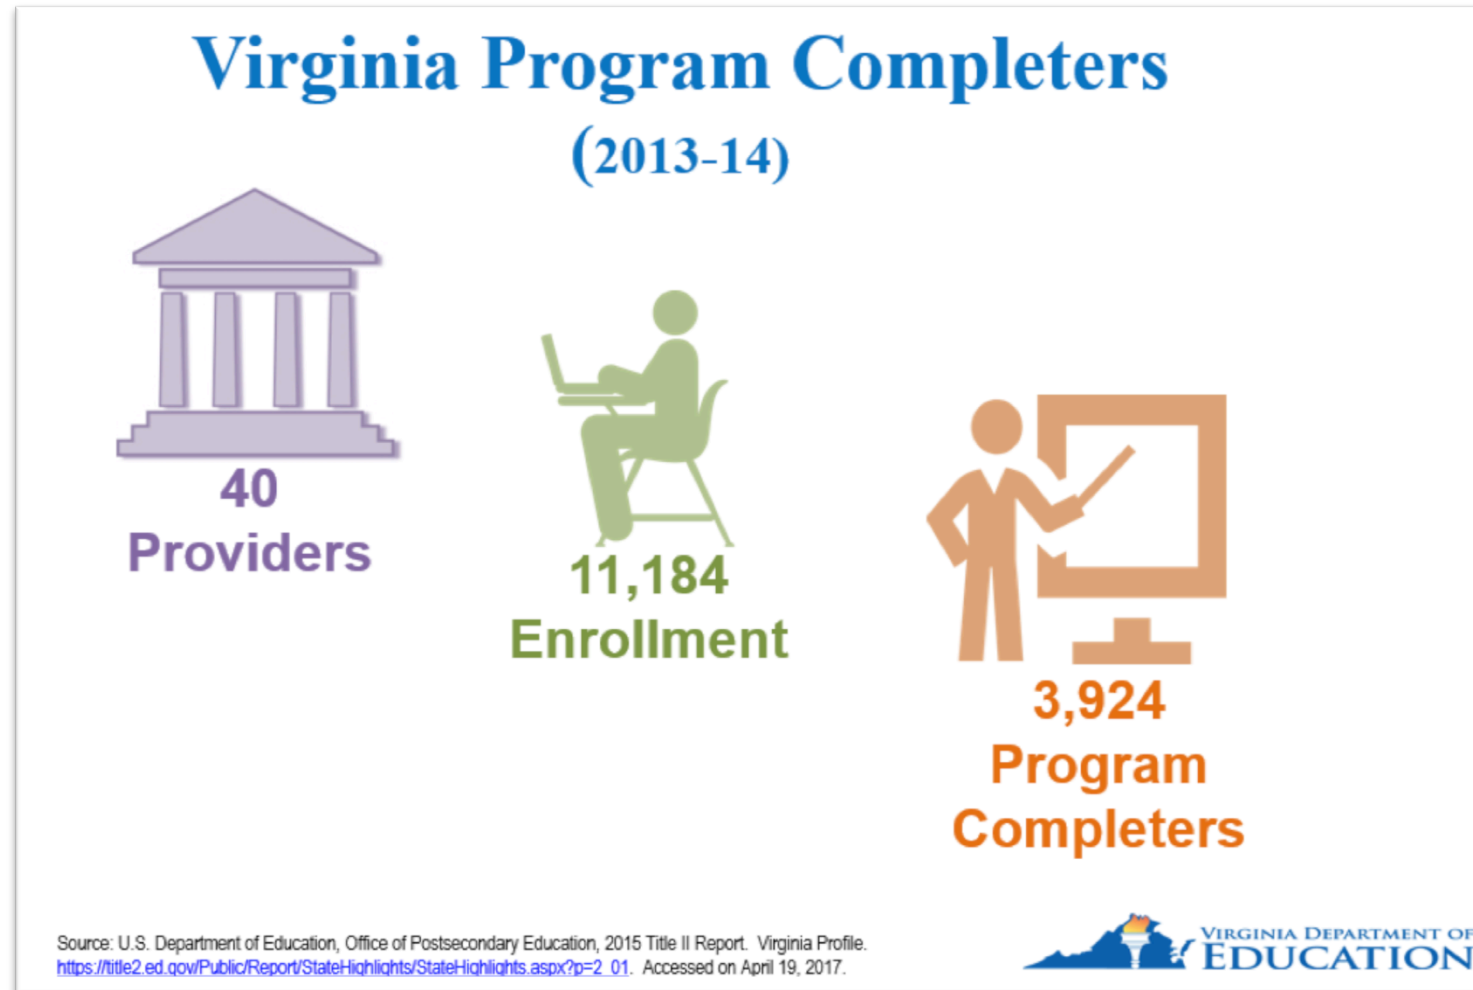 Virginia Program Completers
(2013-14)
40
Providers
11,184
Enrollment
3,924
Program
Completers
Source: U.S. Department of Education, Office of Postsecondary Education, 2015 Title II Report. Virginia Profile.
https://title2.ed.gov/Public/Report/StateHighlights/StateHighlights.aspx?p=2_01. Accessed on April 19, 2017.
VIRGINIA DEPARTMENT OF
EDUCATION